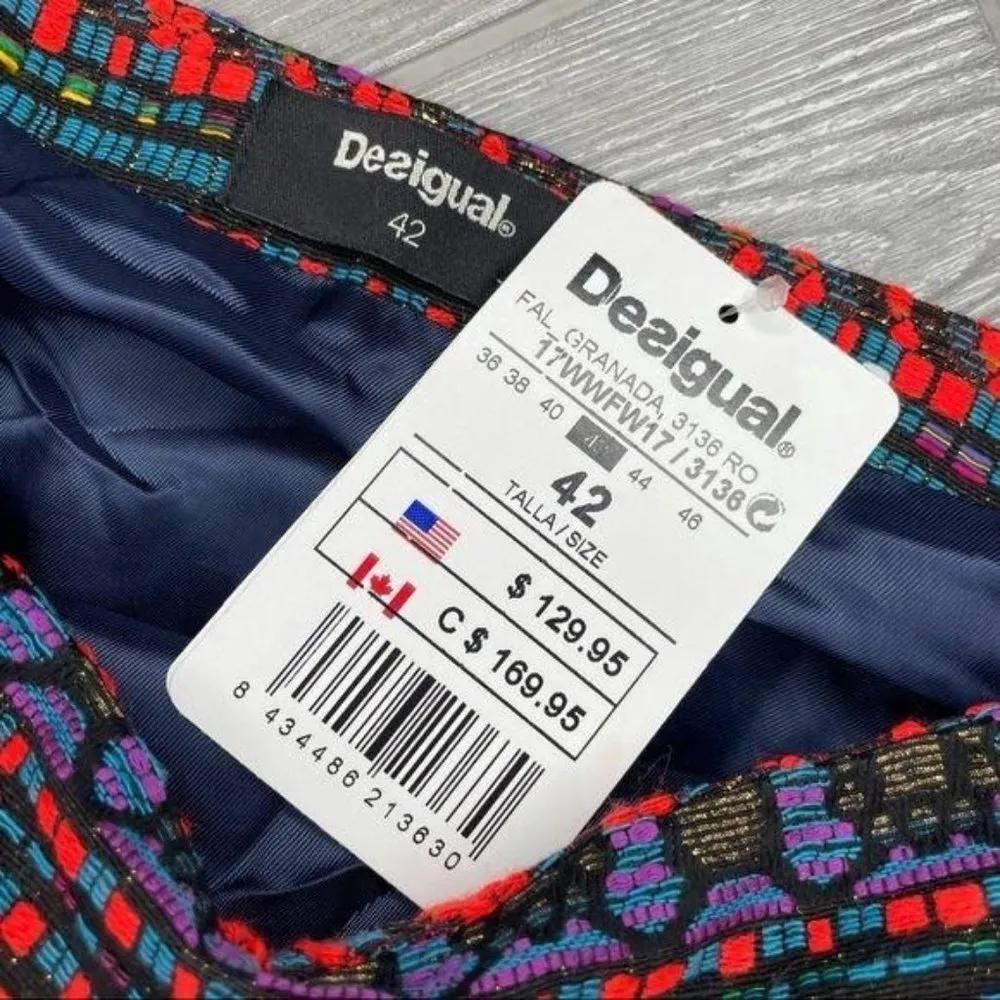 Desigual®
42
Desigual®
FAL_GRANADA, 3136 RO
17WWFW17/3136
36 38 40 42 44 46
42
TALLA/SIZE
$ 129.95
C $ 169.95
8 434486 213630